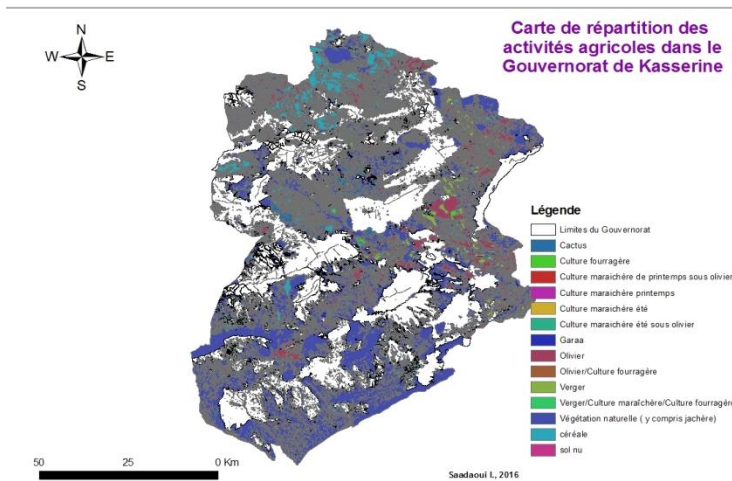 Carte de répartition des
activités agricoles dans le
Gouvernorat de Kasserine
N
W E
S
Légende
Limites du Gouvernorat
Cactus
Culture fourragère
Culture maraichère de printemps sous olivier
Culture maraichère printemps
Culture maraichère été
Culture maraichère été sous olivier
Garaa
Olivier
Olivier/Culture fourragère
Verger
Verger/Culture maraîchère/Culture fourragère
Végétation naturelle ( y compris jachère)
céréale
sol nu
50 25 0 Km
Saadaoui I., 2016